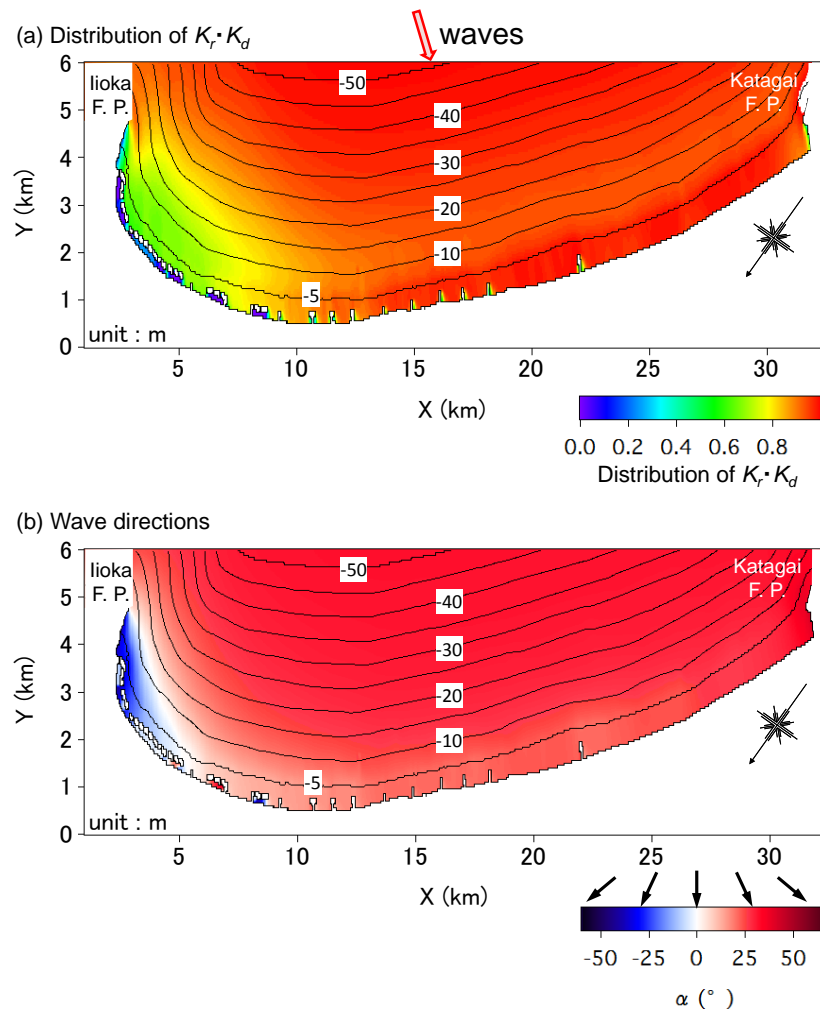 (a) Distribution of Kr・Kd
waves
Iioka
F. P.
Katagai
F. P.
-50
-40
-30
-20
-10
-5
6
5
4
3
2
1
0
Y (km)
unit : m
5 10 15 20 25 30
X (km)
0.0 0.2 0.4 0.6 0.8
Distribution of Kr・Kd
(b) Wave directions
Iioka
F. P.
Katagai
F. P.
-50
-40
-30
-20
-10
-5
6
5
4
3
2
1
0
Y (km)
unit : m
5 10 15 20 25 30
X (km)
-50 -25 0 25 50
α (°)